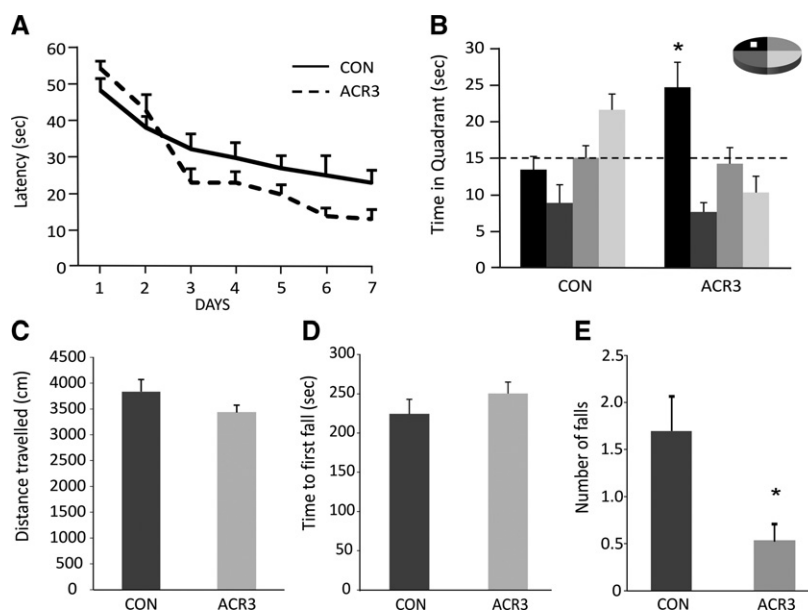 A
60
50
40
30
20
10
0
Latency (sec)
CON
ACR3
1 2 3 4 5 6 7
DAYS
B
30
25
20
15
10
5
0
Time in Quadrant (sec)
*
CON ACR3
C
4500
4000
3500
3000
2500
2000
1500
1000
500
0
Distance travelled (cm)
CON ACR3
D
300
250
200
150
100
50
0
Time to first fall (sec)
CON ACR3
E
2.5
2.0
1.5
1.0
0.5
0
Number of falls
*
CON ACR3